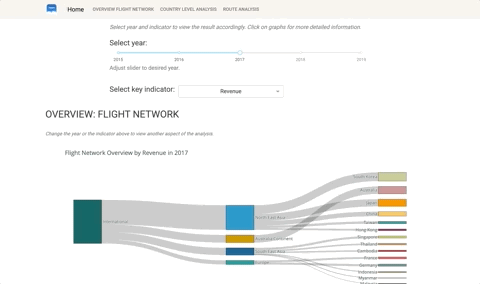 Home OVERVIEW FLIGHT NETWORK COUNTRY LEVEL ANALYSIS ROUTE ANALYSIS
Select year and indicator to view the result accordingly. Click on graphs for more detailed information.
Select year:
2015 2016 2017 2018 2019
Adjust slider to desired year
Select key indicator: Revenue
OVERVIEW: FLIGHT NETWORK
Change the year or the indicator above to view another aspect of the analysis.
Flight Network Overview by Revenue in 2017
South Korea
Australia
Japan
China
International
North East Asia
Taiwan
Hong Kong
Singapore
Thailand
South East Asia
Cambodia
France
Europe
Germany
Indonesia
Myanmar